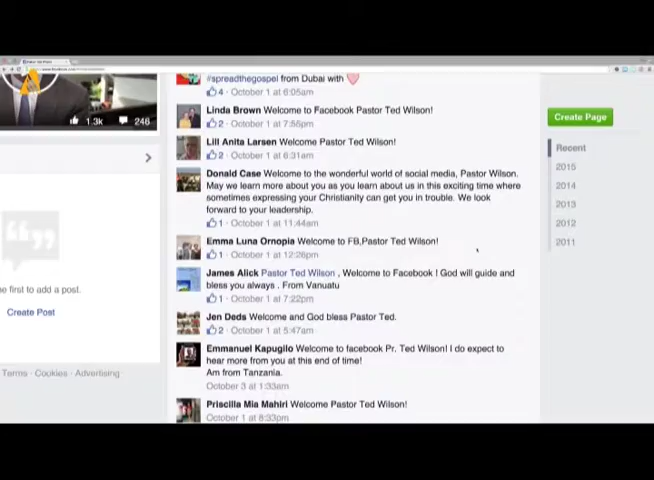 #spreadthegospel from Dubai with
4 · October 1 at 6:05am
Linda Brown Welcome to Facebook Pastor Ted Wilson!
2 · October 1 at 7:55pm
Lill Anita Larsen Welcome Pastor Ted Wilson!
2 · October 1 at 6:31am
Donald Case Welcome to the wonderful world of social media, Pastor Wilson.
May we learn more about you as you learn about us in this exciting time where
sometimes expressing your Christianity can get you in trouble. We look
forward to your leadership.
1 · October 1 at 11:44am
Emma Luna Ornopia Welcome to FB,Pastor Ted Wilson!
1 · October 1 at 12:26pm
James Alick Pastor Ted Wilson , Welcome to Facebook ! God will guide and
bless you always . From Vanuatu
1 · October 1 at 7:22pm
Jen Deds Welcome and God bless Pastor Ted.
2 · October 1 at 5:47am
Emmanuel Kapugilo Welcome to facebook Pr. Ted Wilson! I do expect to
hear more from you at this end of time!
Am from Tanzania.
October 3 at 1:33am
Priscilla Mia Mahiri Welcome Pastor Ted Wilson!
October 1 at 8:33pm
1.3k 246
e first to add a post.
Create Post
Terms · Cookies · Advertising
Create Page
Recent
2015
2014
2013
2012
2011